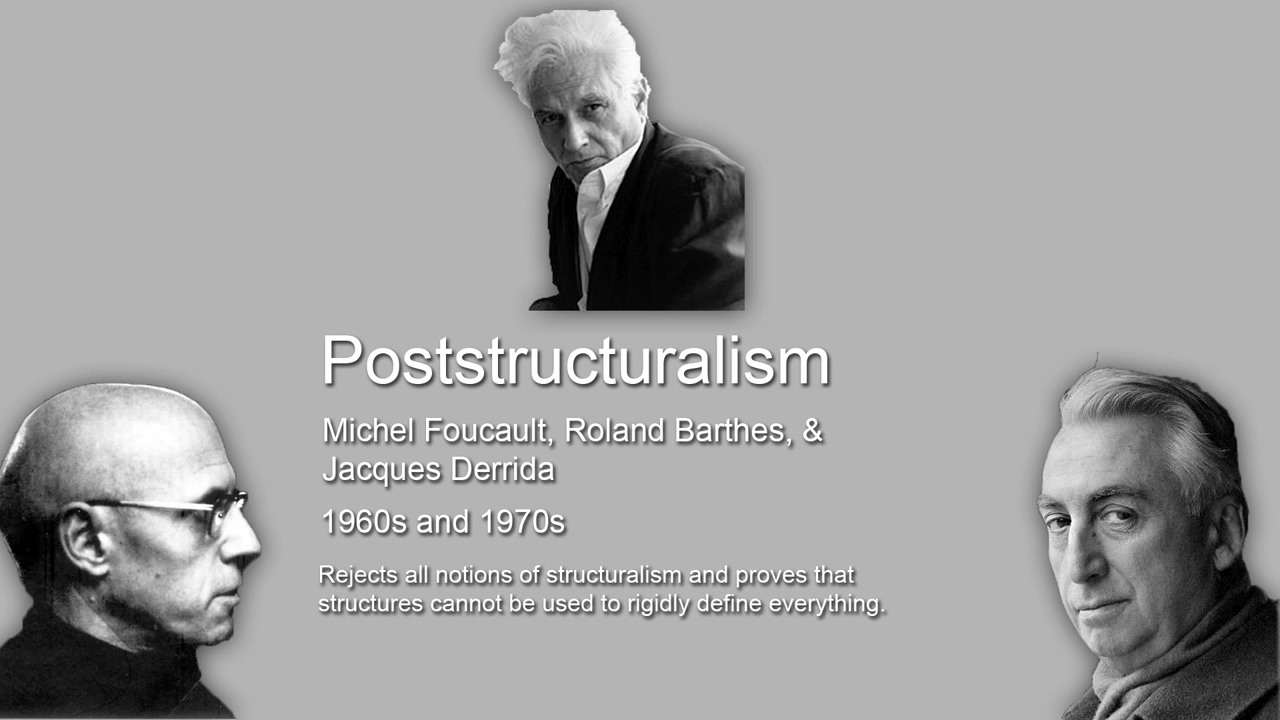 Poststructuralism
Michel Foucault, Roland Barthes, &
Jacques Derrida
1960s and 1970s
Rejects all notions of structuralism and proves that
structures cannot be used to rigidly define everything.